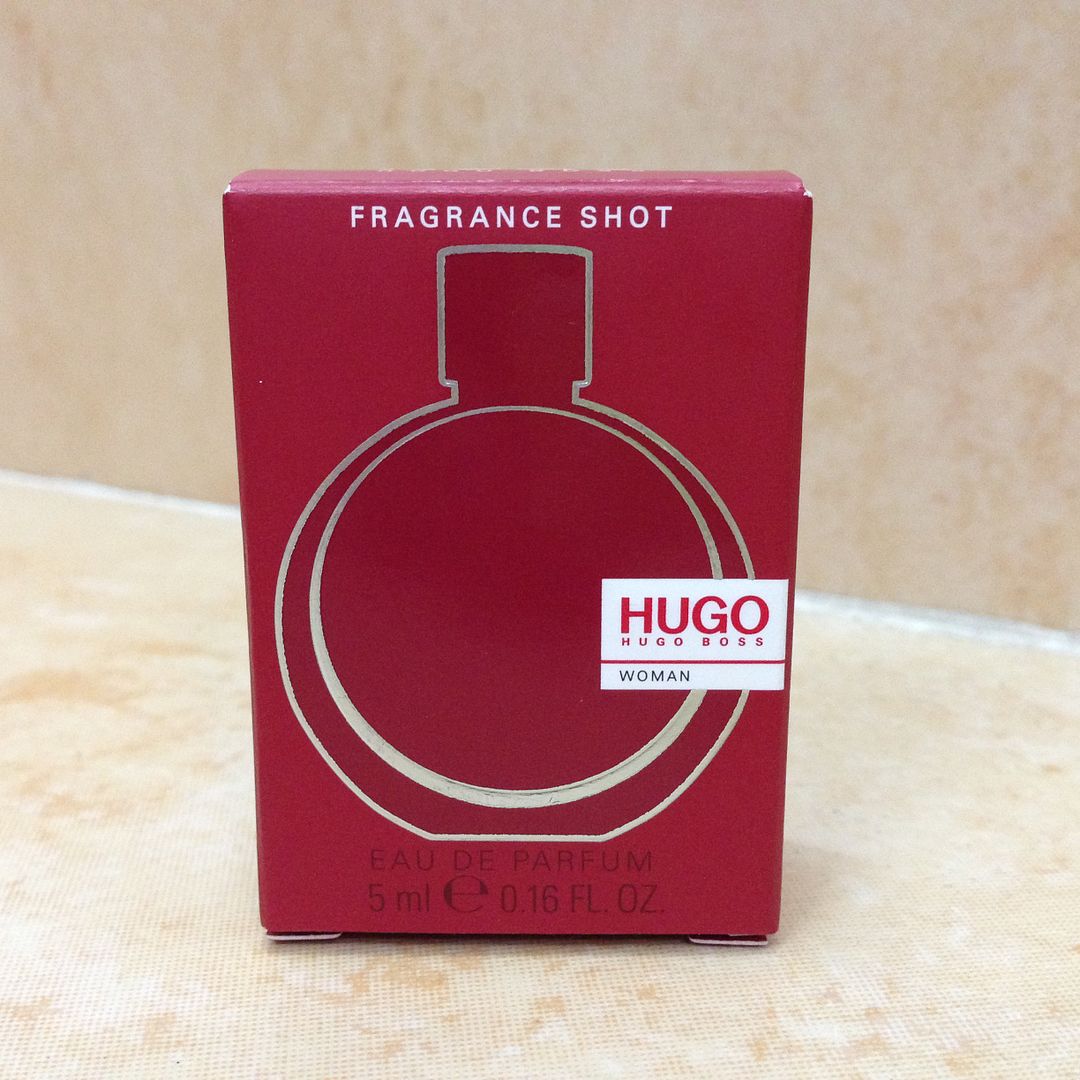 FRAGRANCE SHOT
HUGO
HUGO BOSS
WOMAN
EAU DE PARFUM
5 ml ℮ 0.16 FL. OZ.